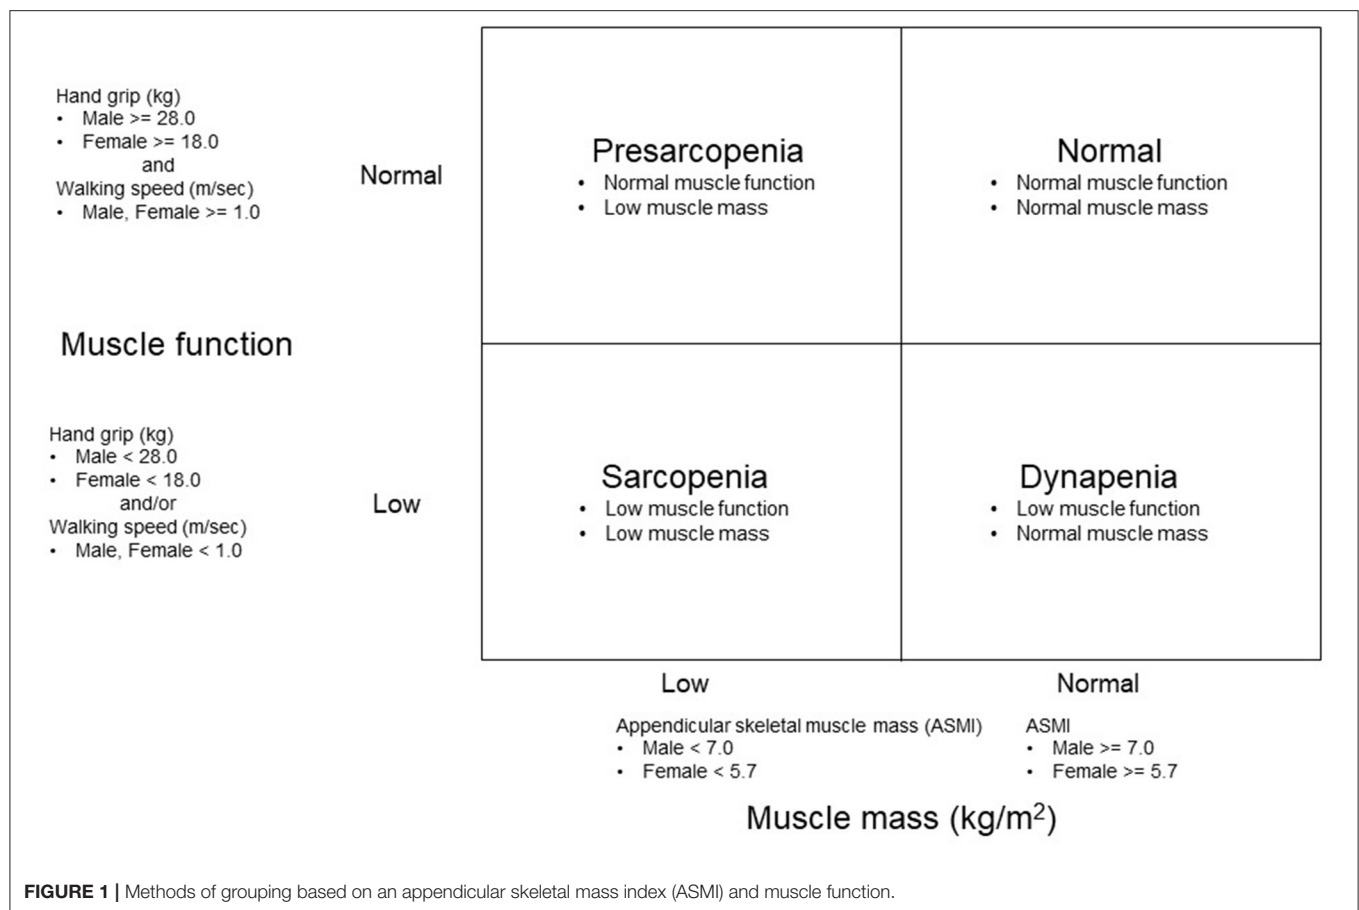 Hand grip (kg)
• Male >= 28.0
• Female >= 18.0
and
Walking speed (m/sec)
• Male, Female >= 1.0
Normal
Presarcopenia
• Normal muscle function
• Low muscle mass
Normal
• Normal muscle function
• Normal muscle mass
Muscle function
Hand grip (kg)
• Male < 28.0
• Female < 18.0
and/or
Walking speed (m/sec)
• Male, Female < 1.0
Low
Sarcopenia
• Low muscle function
• Low muscle mass
Dynapenia
• Low muscle function
• Normal muscle mass
Low
Normal
Appendicular skeletal muscle mass (ASMI)
• Male < 7.0
• Female < 5.7
ASMI
• Male >= 7.0
• Female >= 5.7
Muscle mass (kg/m²)
FIGURE 1 | Methods of grouping based on an appendicular skeletal mass index (ASMI) and muscle function.